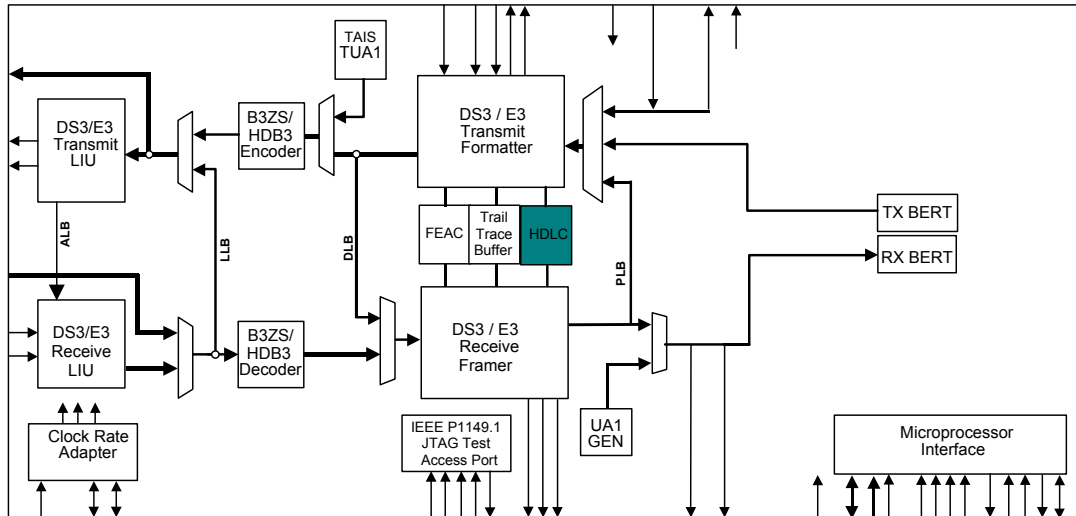 TAIS
TUA1
DS3/E3
Transmit
LIU
B3ZS/
HDB3
Encoder
DS3 / E3
Transmit
Formatter
FEAC
Trail
Trace
Buffer
HDLC
TX BERT
RX BERT
ALB
LLB
DLB
PLB
DS3/E3
Receive
LIU
B3ZS/
HDB3
Decoder
DS3 / E3
Receive
Framer
Clock Rate
Adapter
IEEE P1149.1
JTAG Test
Access Port
UA1
GEN
Microprocessor
Interface